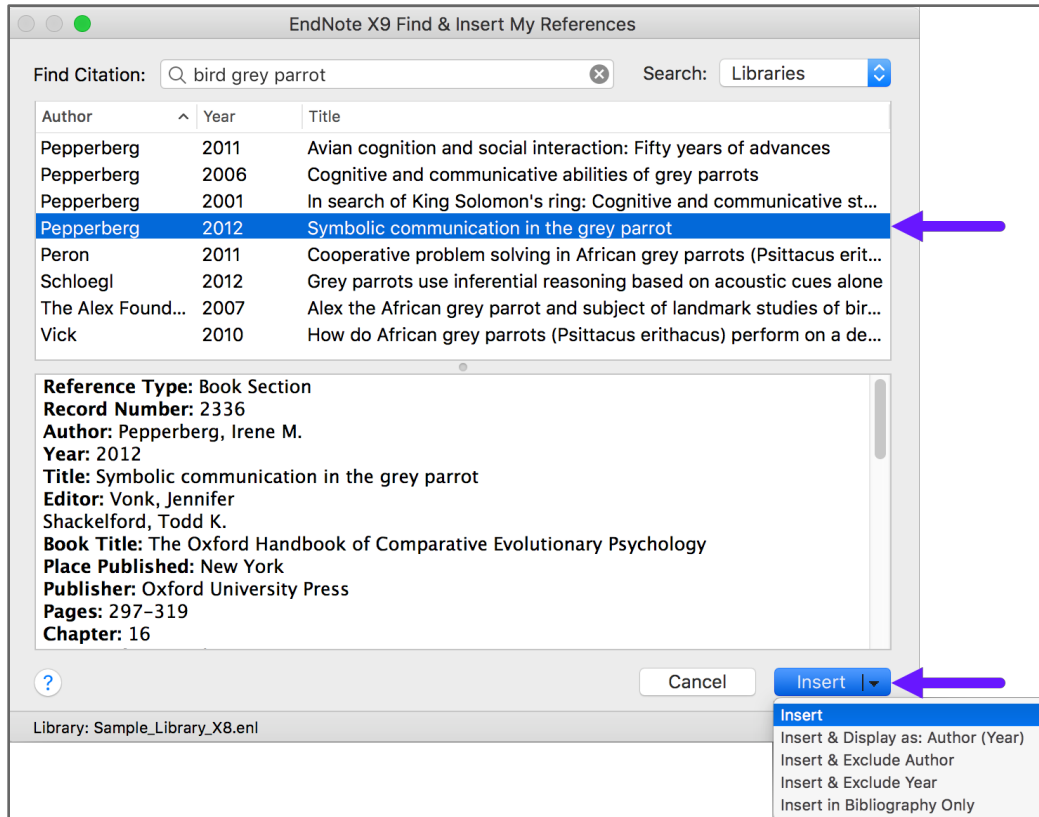 EndNote X9 Find & Insert My References
Find Citation: bird grey parrot Search: Libraries
Author Year Title
Pepperberg 2011 Avian cognition and social interaction: Fifty years of advances
Pepperberg 2006 Cognitive and communicative abilities of grey parrots
Pepperberg 2001 In search of King Solomon's ring: Cognitive and communicative st...
Pepperberg 2012 Symbolic communication in the grey parrot
Peron 2011 Cooperative problem solving in African grey parrots (Psittacus erit...
Schloegl 2012 Grey parrots use inferential reasoning based on acoustic cues alone
The Alex Found... 2007 Alex the African grey parrot and subject of landmark studies of bir...
Vick 2010 How do African grey parrots (Psittacus erithacus) perform on a de...
Reference Type: Book Section
Record Number: 2336
Author: Pepperberg, Irene M.
Year: 2012
Title: Symbolic communication in the grey parrot
Editor: Vonk, Jennifer
Shackelford, Todd K.
Book Title: The Oxford Handbook of Comparative Evolutionary Psychology
Place Published: New York
Publisher: Oxford University Press
Pages: 297–319
Chapter: 16
? Cancel Insert
Library: Sample_Library_X8.enl
Insert
Insert & Display as: Author (Year)
Insert & Exclude Author
Insert & Exclude Year
Insert in Bibliography Only